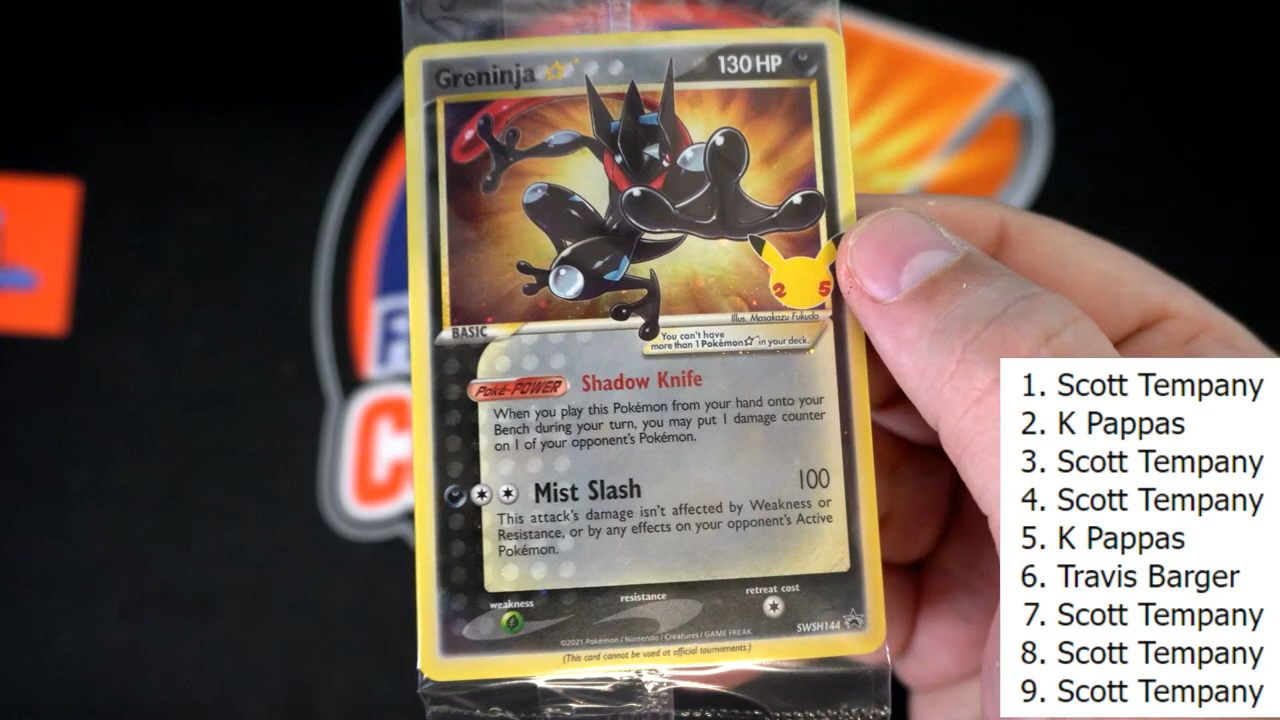 Greninja ☆
130 HP
2 5
Illus. Masakazu Fukuda
BASIC
You can't have
more than 1 Pokémon☆ in your deck.
Poké-POWER Shadow Knife
When you play this Pokémon from your hand onto your
Bench during your turn, you may put 1 damage counter
on 1 of your opponent's Pokémon.
Mist Slash 100
This attack's damage isn't affected by Weakness or
Resistance, or by any effects on your opponent's Active
Pokémon.
weakness resistance retreat cost
SWSH144
©2021 Pokémon / Nintendo / Creatures / GAME FREAK
(This card cannot be used at official tournaments.)
1. Scott Tempany
2. K Pappas
3. Scott Tempany
4. Scott Tempany
5. K Pappas
6. Travis Barger
7. Scott Tempany
8. Scott Tempany
9. Scott Tempany